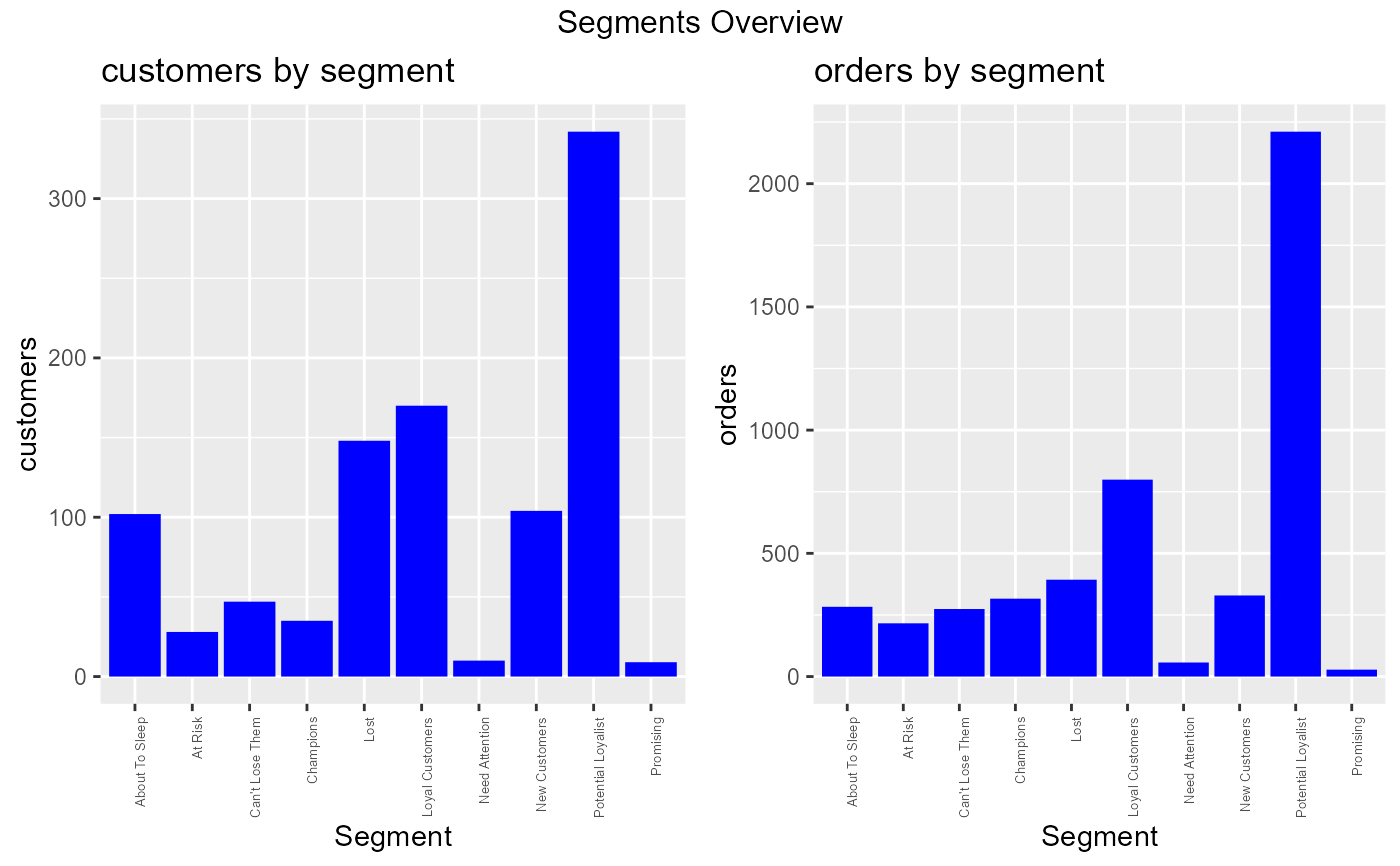 Segments Overview
customers by segment
customers
300
200
100
0
About To Sleep
At Risk
Can't Lose Them
Champions
Lost
Loyal Customers
Need Attention
New Customers
Potential Loyalist
Promising
Segment
orders by segment
orders
2000
1500
1000
500
0
About To Sleep
At Risk
Can't Lose Them
Champions
Lost
Loyal Customers
Need Attention
New Customers
Potential Loyalist
Promising
Segment